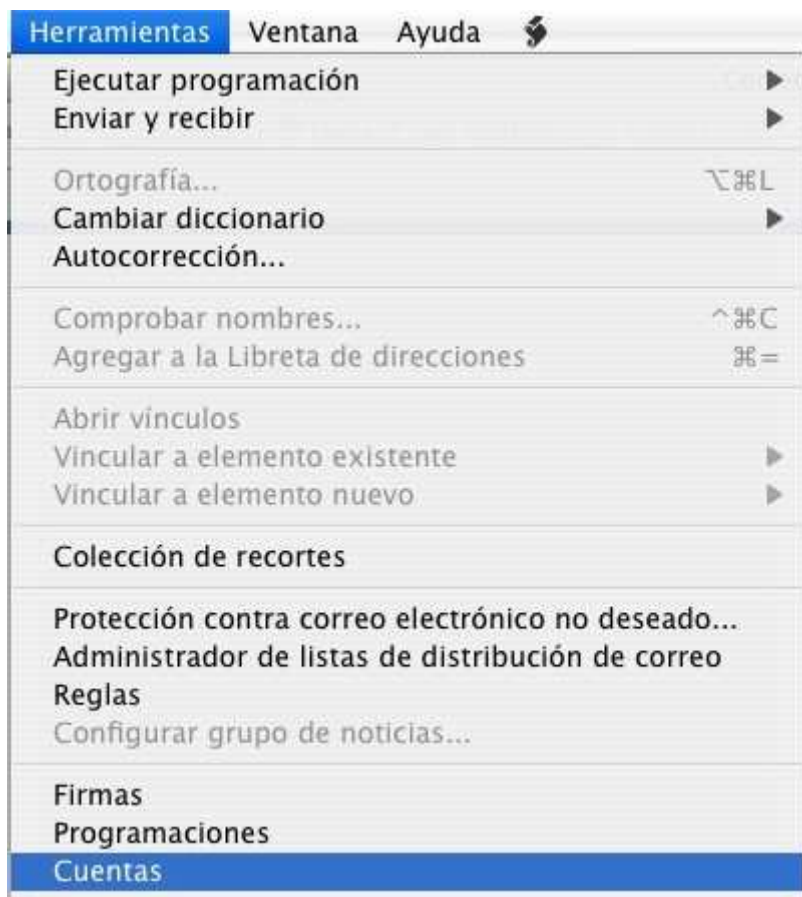 Herramientas Ventana Ayuda
Ejecutar programación
Enviar y recibir
Ortografía... ⌥⌘L
Cambiar diccionario
Autocorrección...
Comprobar nombres... ^⌘C
Agregar a la Libreta de direcciones ⌘=
Abrir vínculos
Vincular a elemento existente
Vincular a elemento nuevo
Colección de recortes
Protección contra correo electrónico no deseado...
Administrador de listas de distribución de correo
Reglas
Configurar grupo de noticias...
Firmas
Programaciones
Cuentas